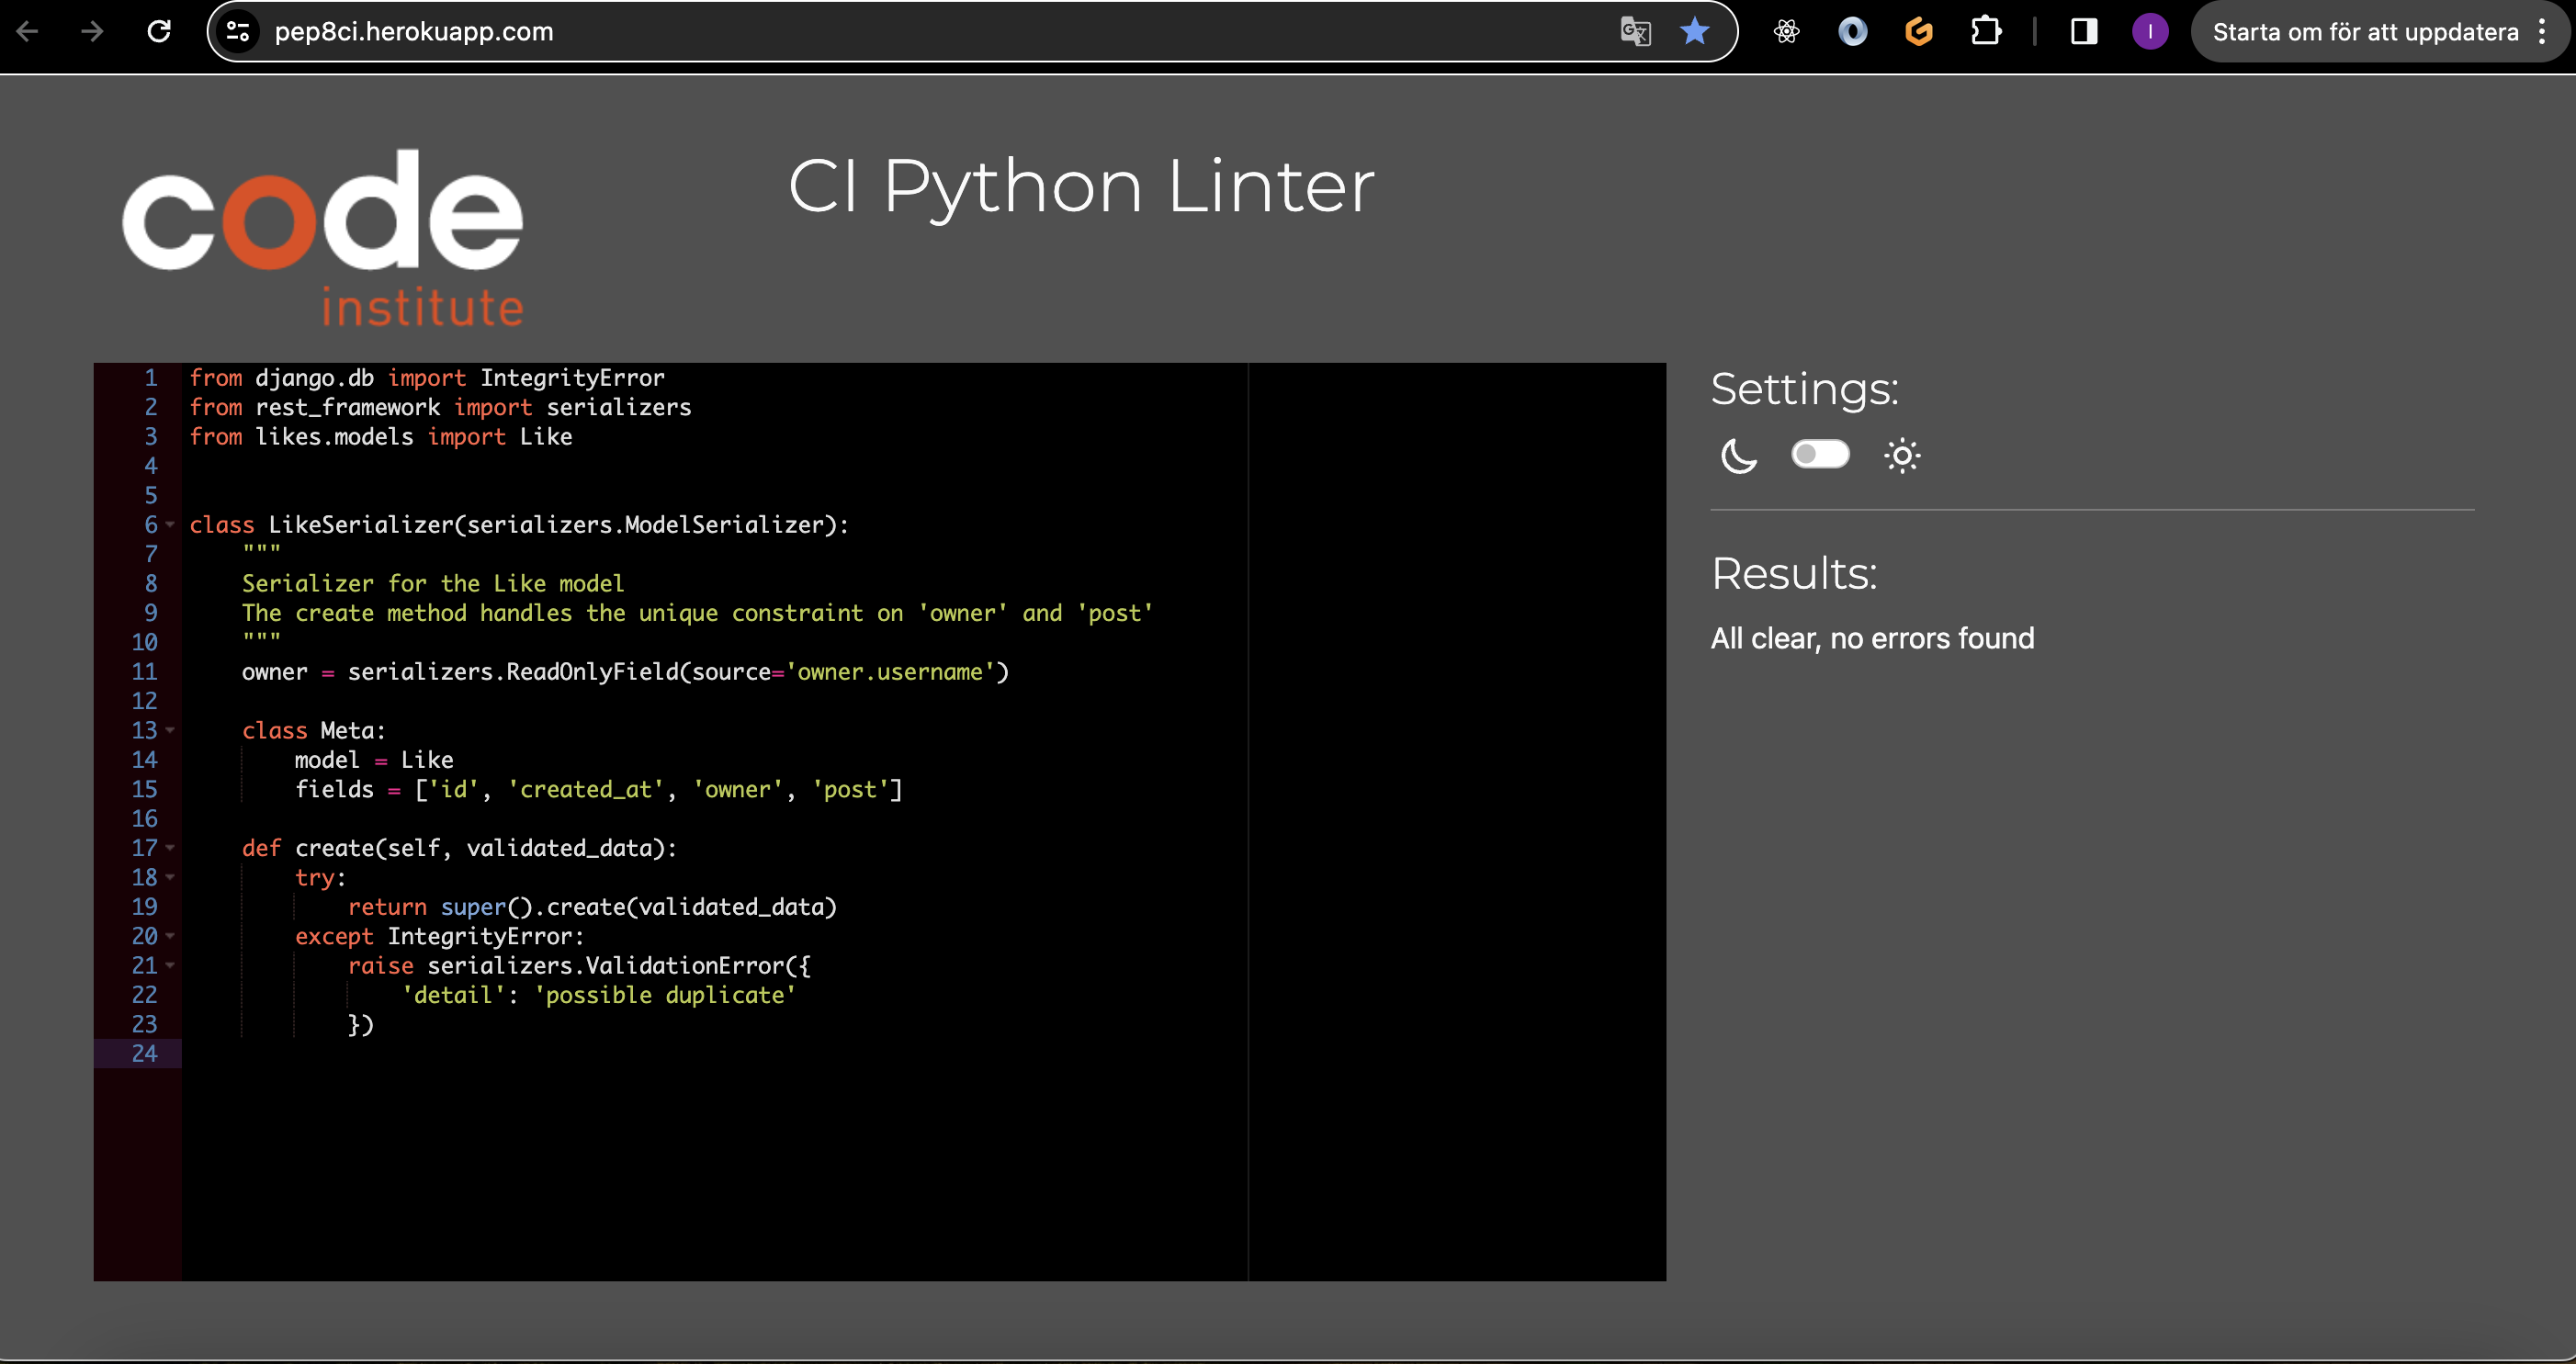 pep8ci.herokuapp.com
I
Starta om för att uppdatera
code
institute
CI Python Linter
1 from django.db import IntegrityError
2 from rest_framework import serializers
3 from likes.models import Like
4
5
6 class LikeSerializer(serializers.ModelSerializer):
7     """
8     Serializer for the Like model
9     The create method handles the unique constraint on 'owner' and 'post'
10     """
11     owner = serializers.ReadOnlyField(source='owner.username')
12
13     class Meta:
14         model = Like
15         fields = ['id', 'created_at', 'owner', 'post']
16
17     def create(self, validated_data):
18         try:
19             return super().create(validated_data)
20         except IntegrityError:
21             raise serializers.ValidationError({
22                 'detail': 'possible duplicate'
23             })
24
Settings:
Results:
All clear, no errors found